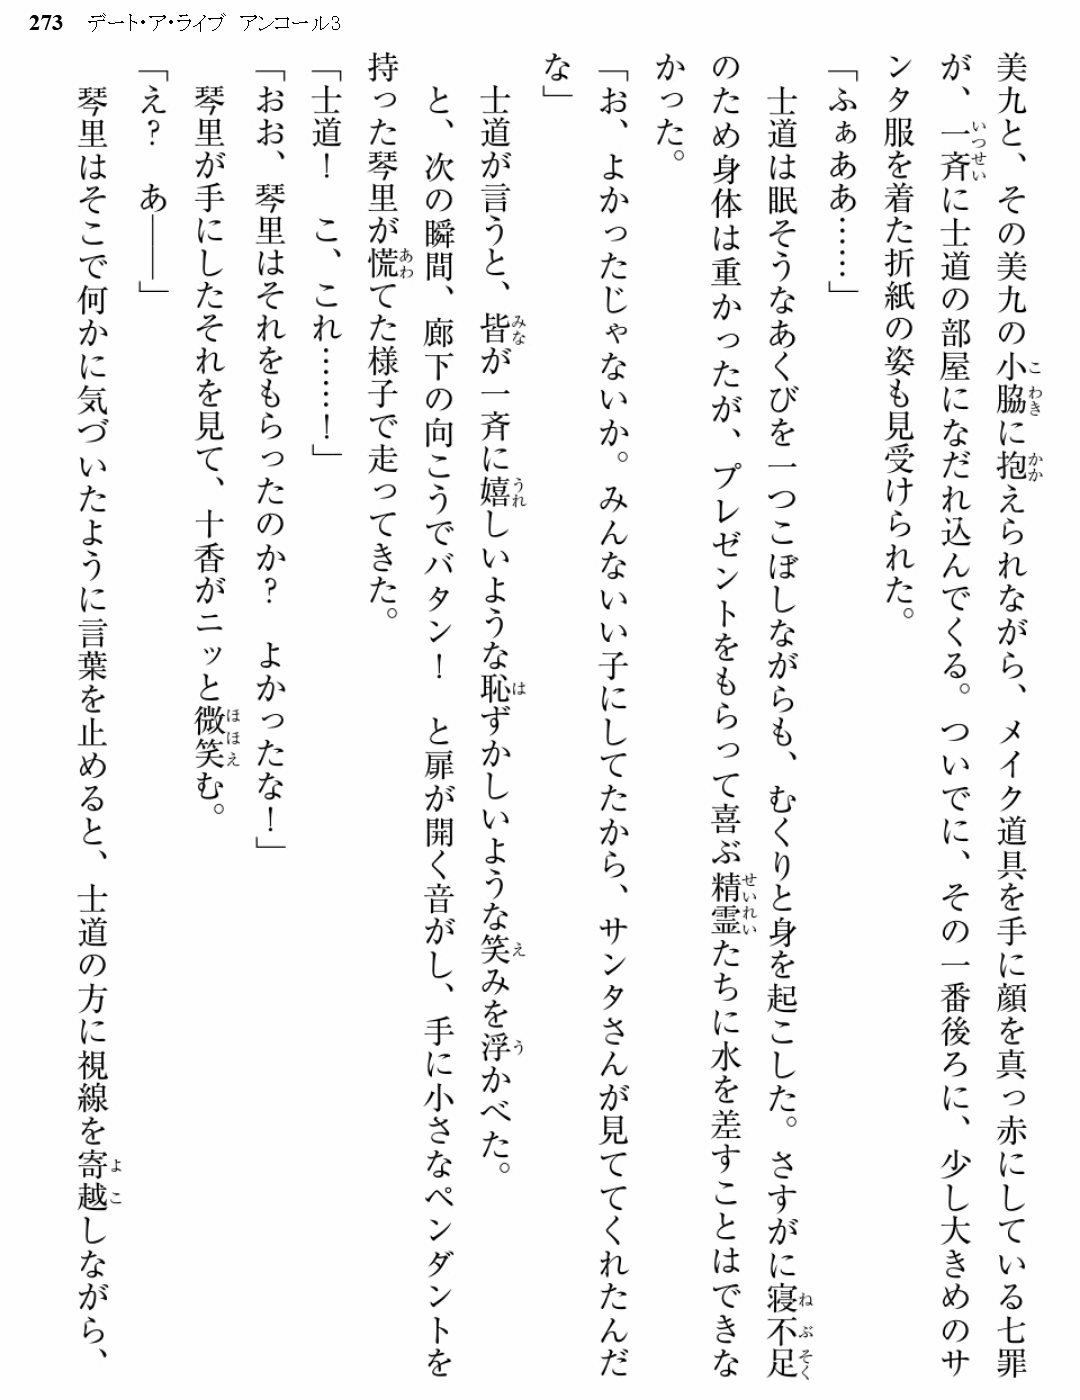 273 デート・ア・ライブ アンコール3
美九と、その美九の小脇に抱えられながら、メイク道具を手に顔を真っ赤にしている七罪
が、一斉に士道の部屋になだれ込んでくる。ついでに、その一番後ろに、少し大きめのサ
ンタ服を着た折紙の姿も見受けられた。
「ふぁああ……」
　士道は眠そうなあくびを一つこぼしながらも、むくりと身を起こした。さすがに寝不足
のため身体は重かったが、プレゼントをもらって喜ぶ精霊たちに水を差すことはできな
かった。
「お、よかったじゃないか。みんないい子にしてたから、サンタさんが見ててくれたんだ
な」
　士道が言うと、皆が一斉に嬉しいような恥ずかしいような笑みを浮かべた。
　と、次の瞬間、廊下の向こうでバタン！　と扉が開く音がし、手に小さなペンダントを
持った琴里が慌てた様子で走ってきた。
「士道！　こ、これ……！」
「おお、琴里はそれをもらったのか？　よかったな！」
　琴里が手にしたそれを見て、十香がニッと微笑む。
「え？　あ――」
　琴里はそこで何かに気づいたように言葉を止めると、士道の方に視線を寄越しながら、